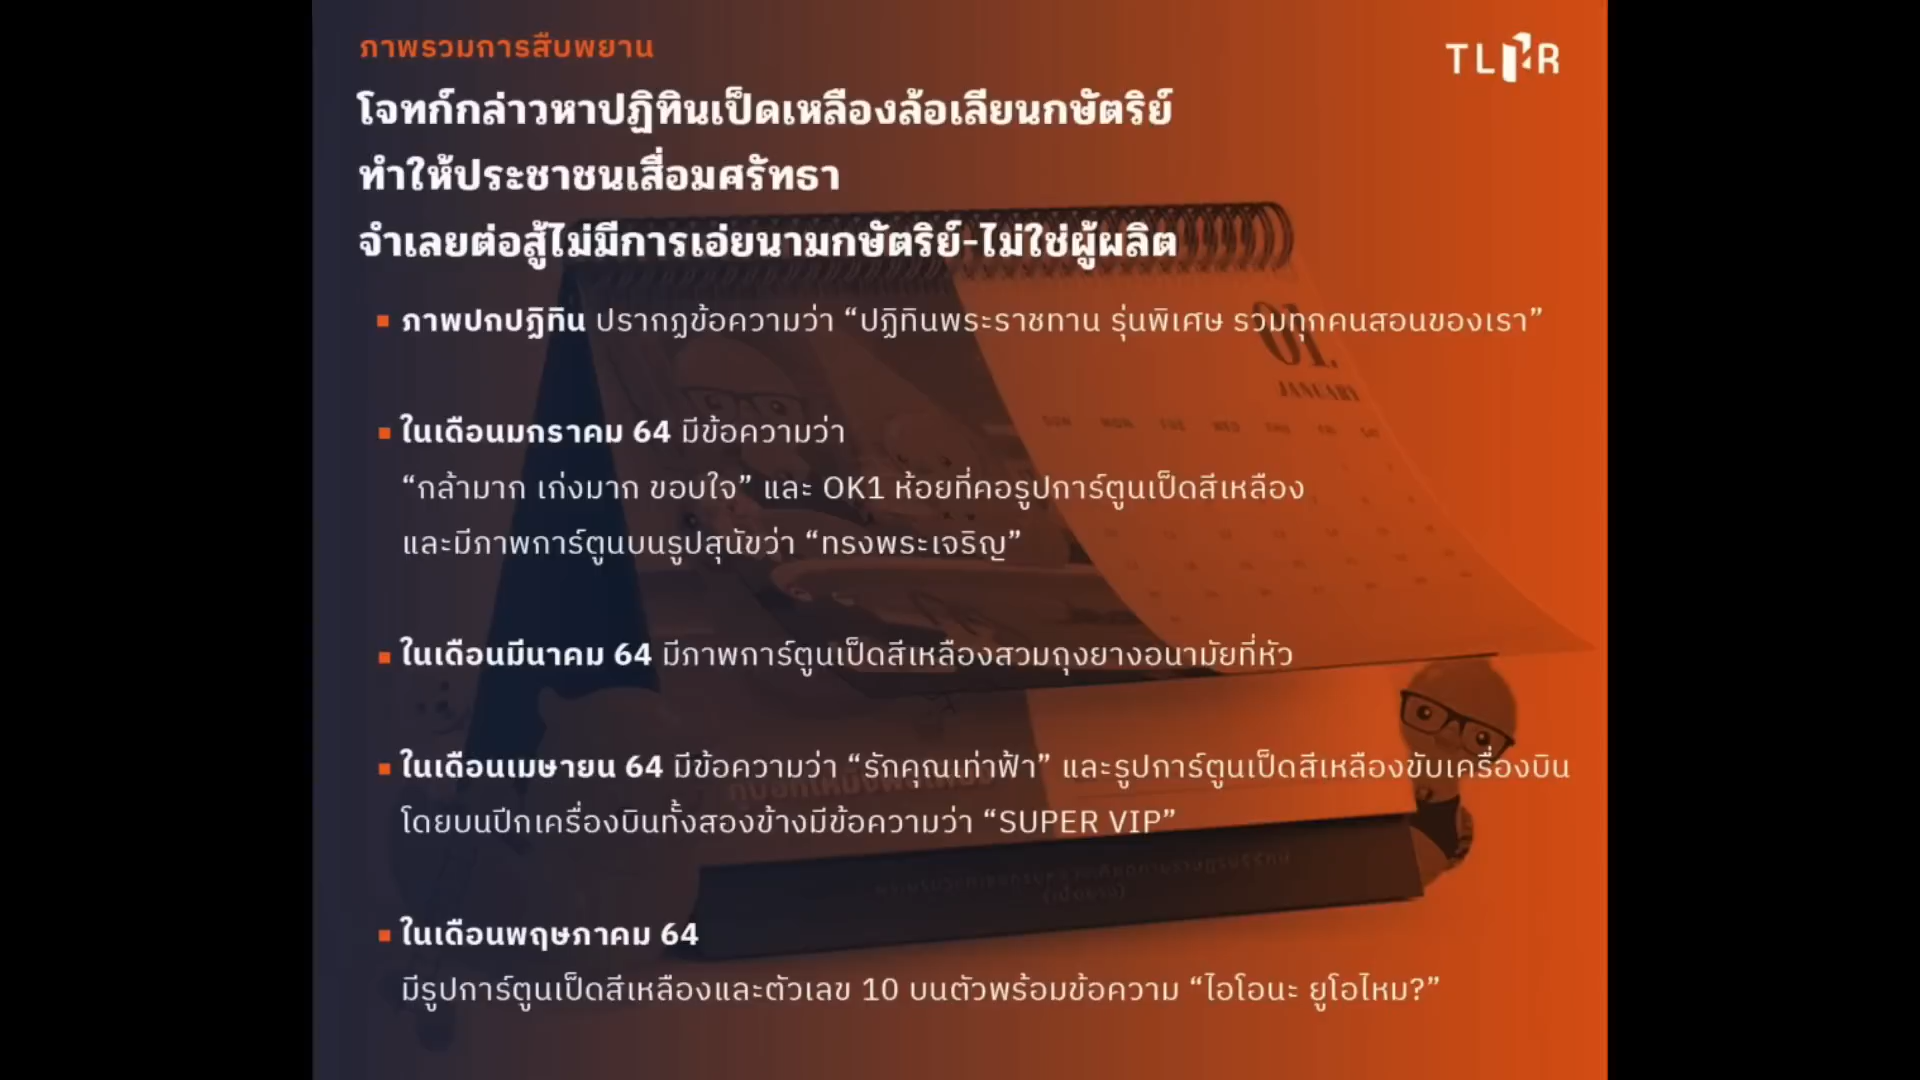 ภาพรวมการสืบพยาน
TLHR
โจทก์กล่าวหาปฏิทินเป็ดเหลืองล้อเลียนกษัตริย์
ทำให้ประชาชนเสื่อมศรัทธา
จำเลยต่อสู้ไม่มีการเอ่ยนามกษัตริย์-ไม่ใช่ผู้ผลิต
ภาพปกปฏิทิน ปรากฏข้อความว่า “ปฏิทินพระราชทาน รุ่นพิเศษ รวมทุกคนสอนของเรา”
ในเดือนมกราคม 64 มีข้อความว่า
“กล้ามาก เก่งมาก ขอบใจ” และ OK1 ห้อยที่คอรูปการ์ตูนเป็ดสีเหลือง
และมีภาพการ์ตูนบนรูปสุนัขว่า “ทรงพระเจริญ”
ในเดือนมีนาคม 64 มีภาพการ์ตูนเป็ดสีเหลืองสวมถุงยางอนามัยที่หัว
ในเดือนเมษายน 64 มีข้อความว่า “รักคุณเท่าฟ้า” และรูปการ์ตูนเป็ดสีเหลืองขับเครื่องบิน
โดยบนปีกเครื่องบินทั้งสองข้างมีข้อความว่า “SUPER VIP”
ในเดือนพฤษภาคม 64
มีรูปการ์ตูนเป็ดสีเหลืองและตัวเลข 10 บนตัวพร้อมข้อความ “ไอโอนะ ยูโอไหม?”
01.
JANUARY
SUN MON TUE WED THU FRI SAT